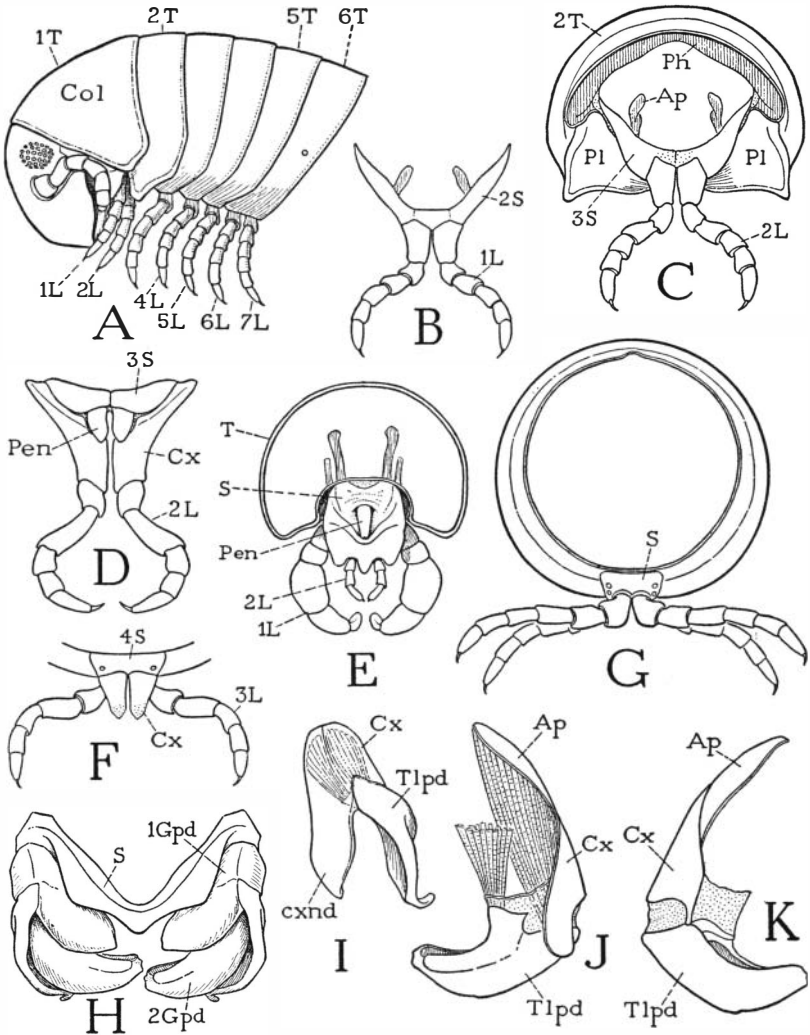 1T
2T
5T
6T
Col
1L
2L
4L
5L
6L
7L
A
2S
1L
B
2T
Ph
Ap
Pl
Pl
3S
2L
C
3S
Pen
Cx
2L
D
T
S
Pen
2L
1L
E
S
G
4S
3L
Cx
F
S
1Gpd
2Gpd
H
Cx
Tlpd
cxnd
I
Ap
Cx
Tlpd
J
Ap
Cx
Tlpd
K